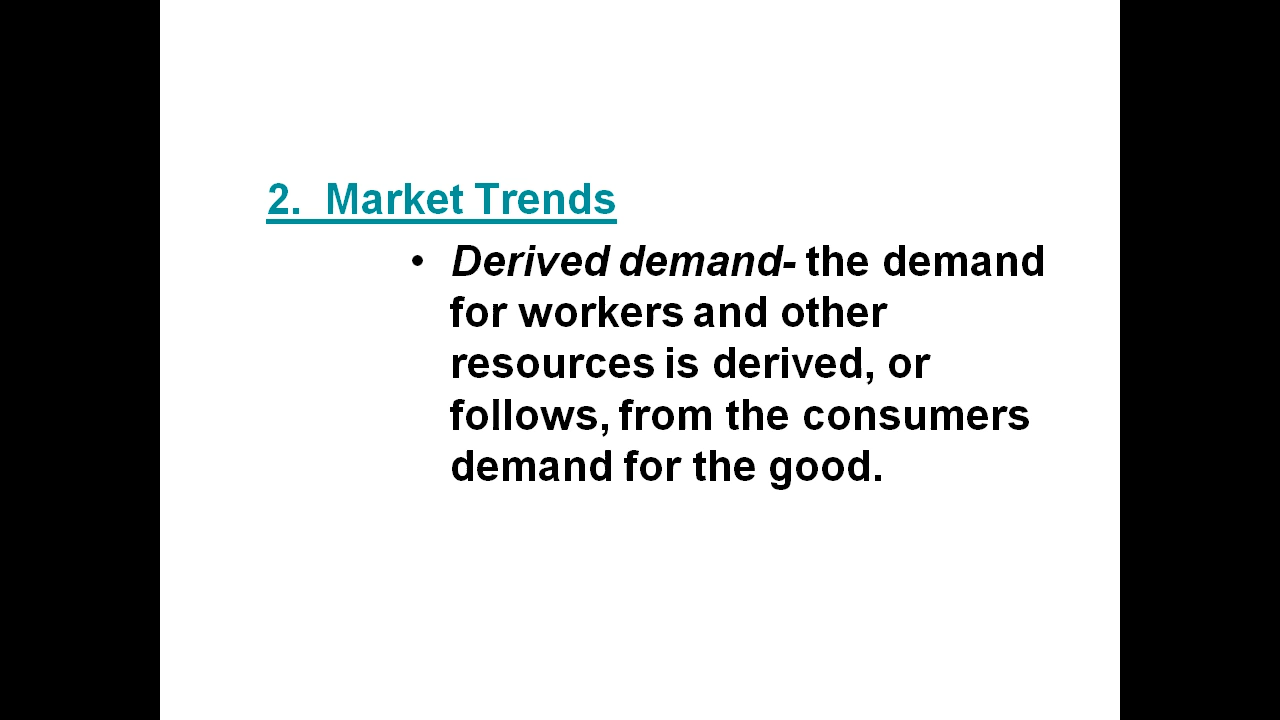 2. Market Trends
• Derived demand- the demand
for workers and other
resources is derived, or
follows, from the consumers
demand for the good.